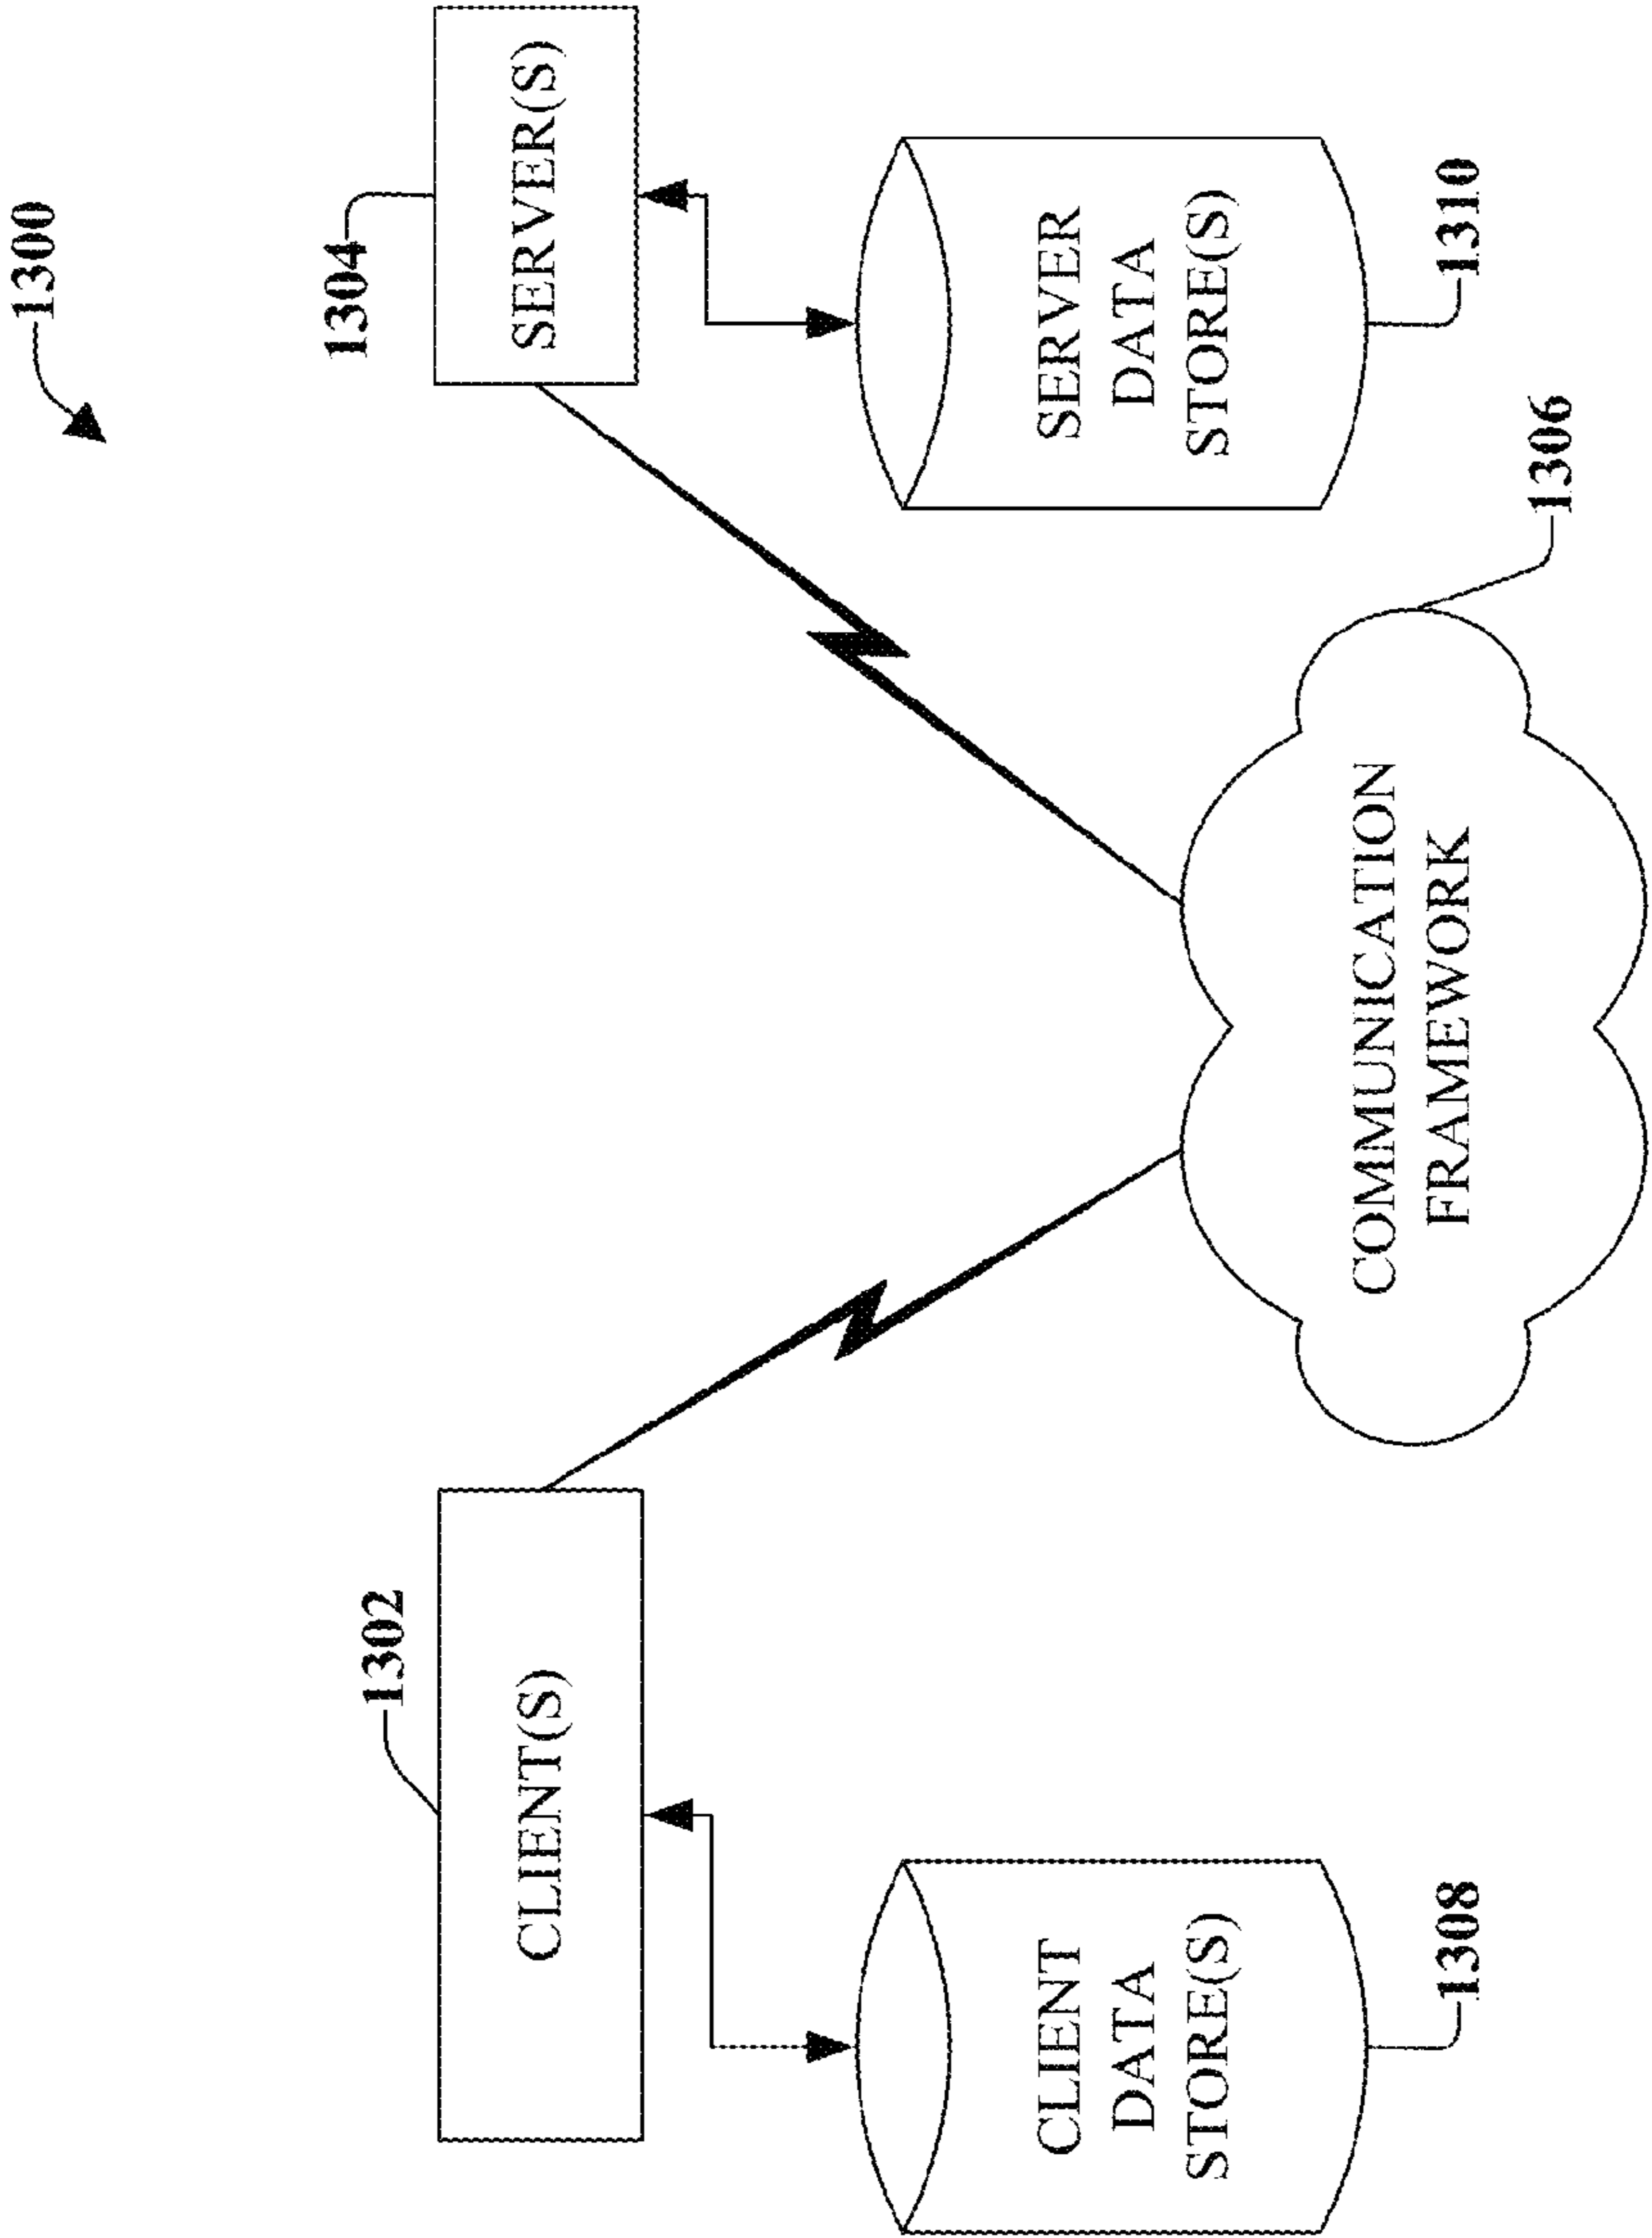 1300
1302
1304
CLIENT(S)
SERVER(S)
CLIENT
DATA
STORE(S)
SERVER
DATA
STORE(S)
1308
1310
1306
COMMUNICATION
FRAMEWORK